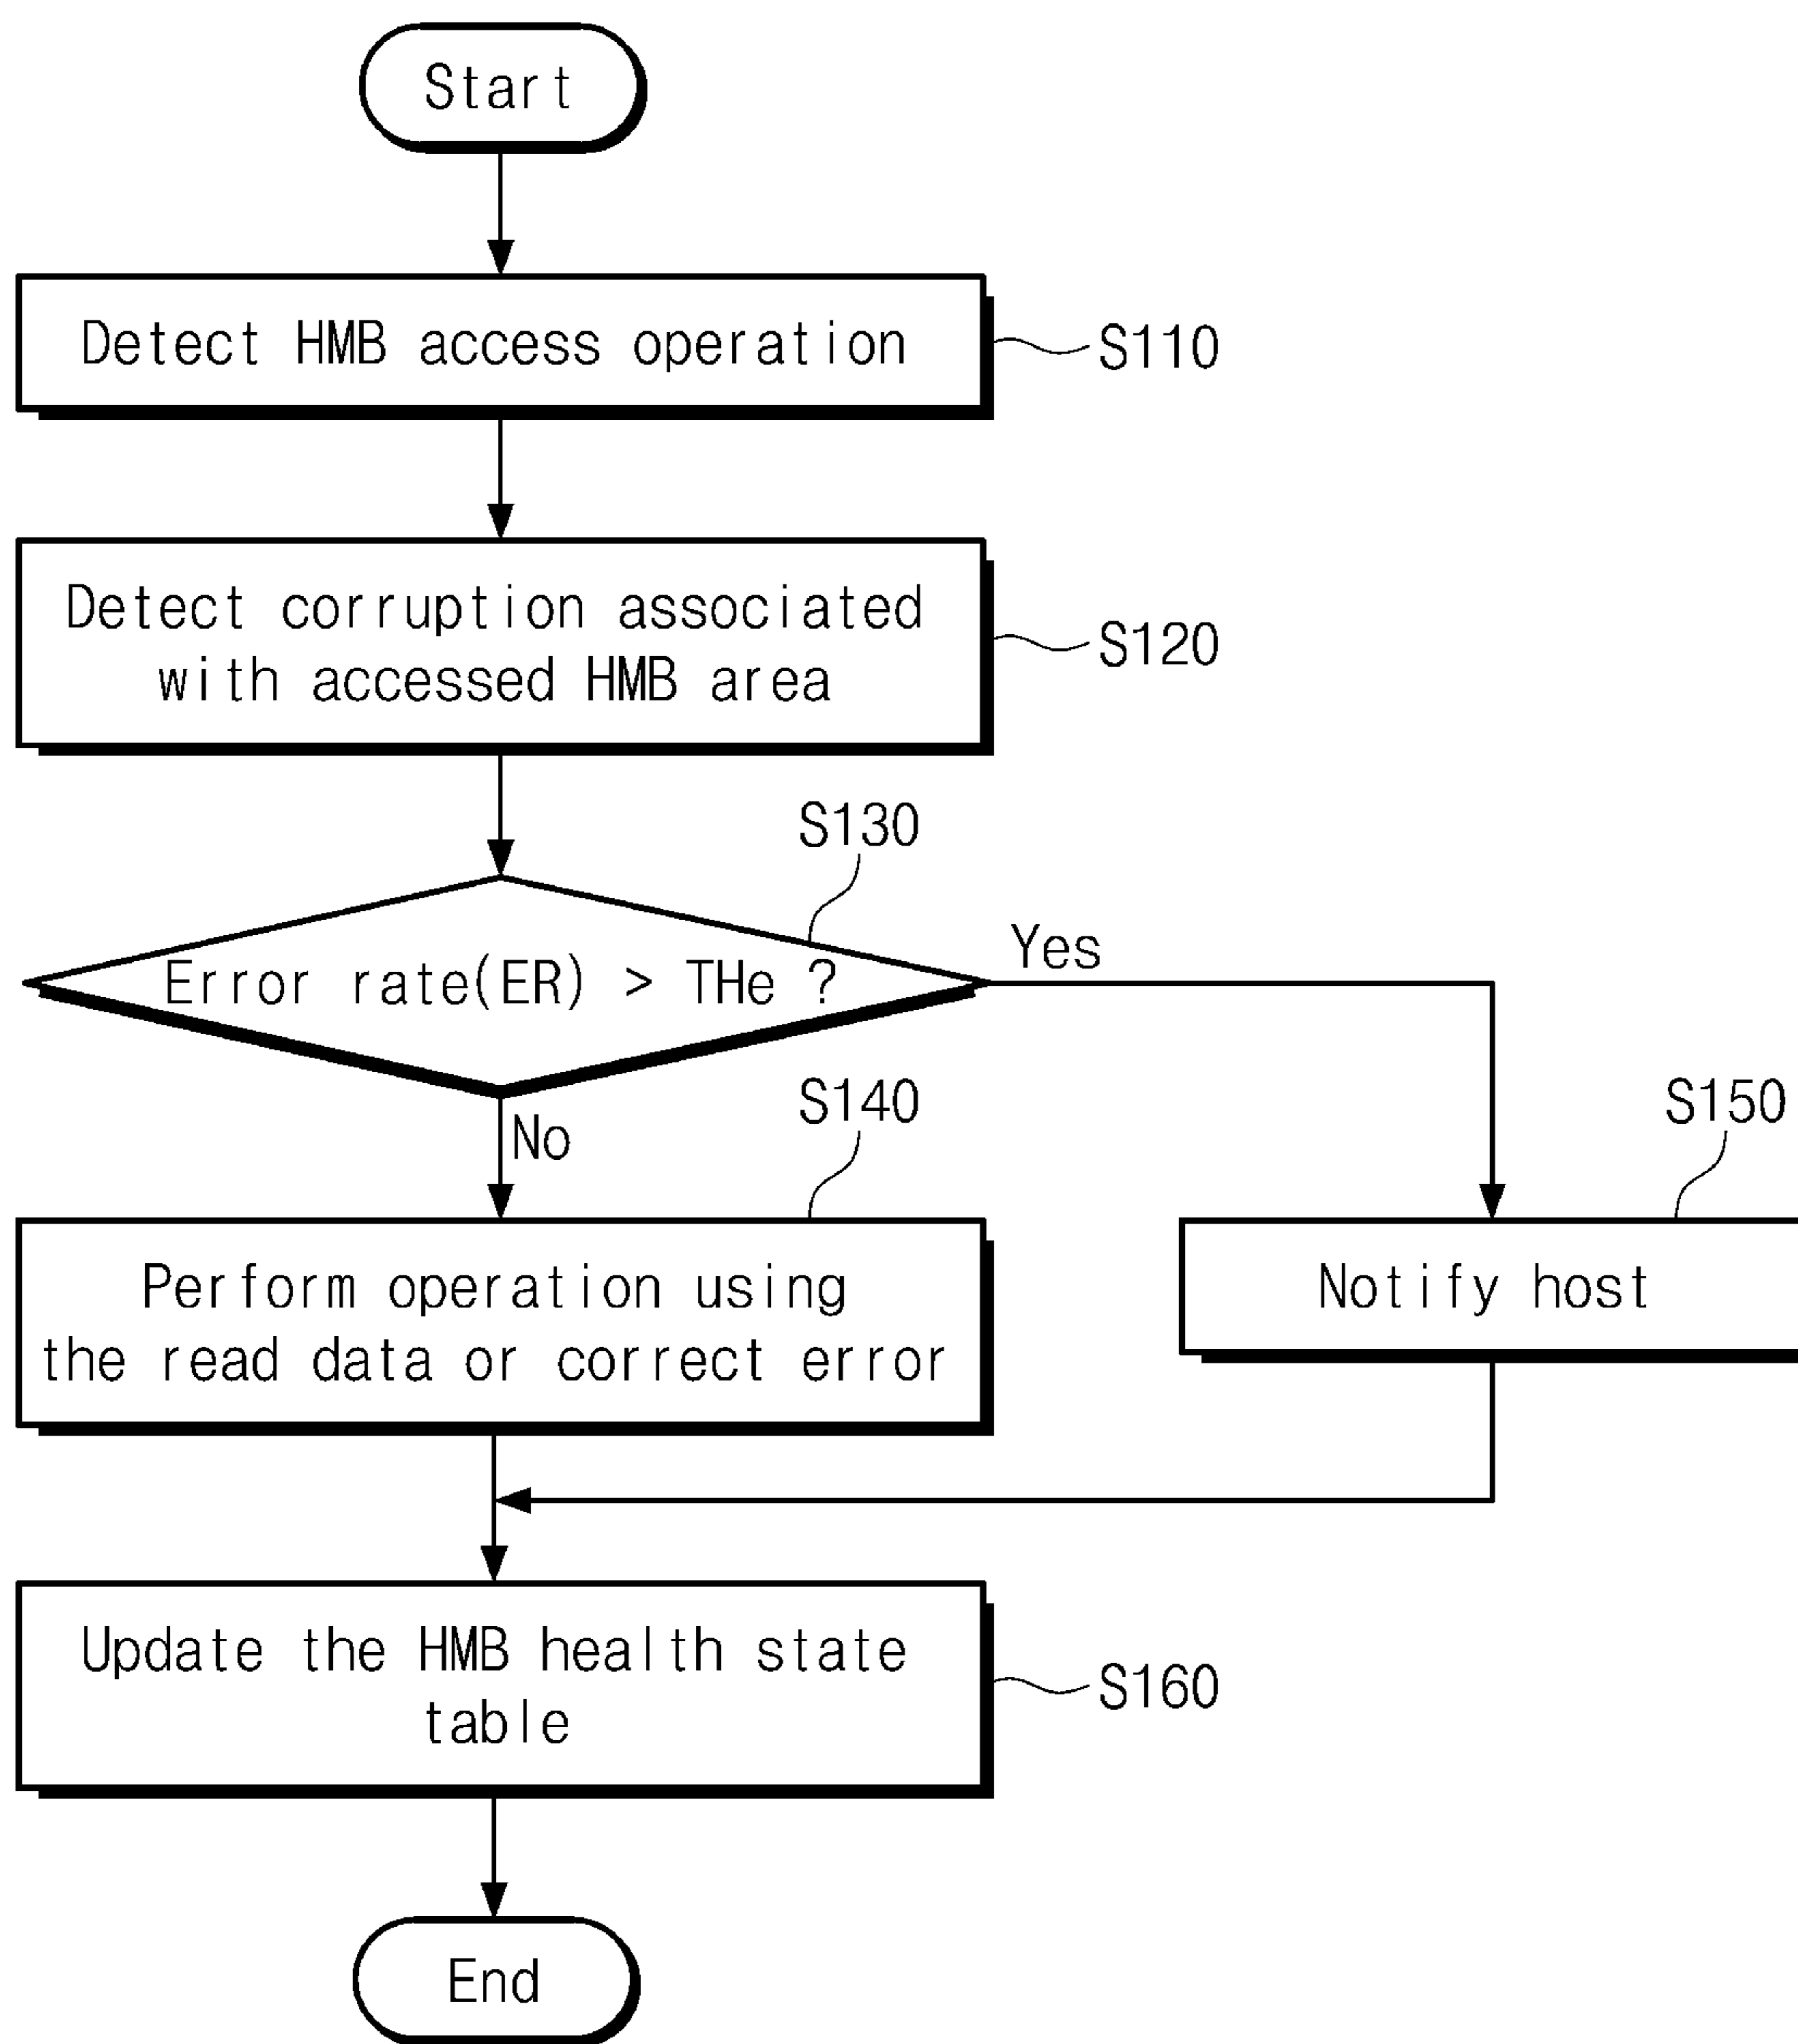 Start
Detect HMB access operation
S110
Detect corruption associated
with accessed HMB area
S120
S130
Error rate(ER) > THe ?
Yes
No
S140
S150
Perform operation using
the read data or correct error
Notify host
Update the HMB health state
table
S160
End